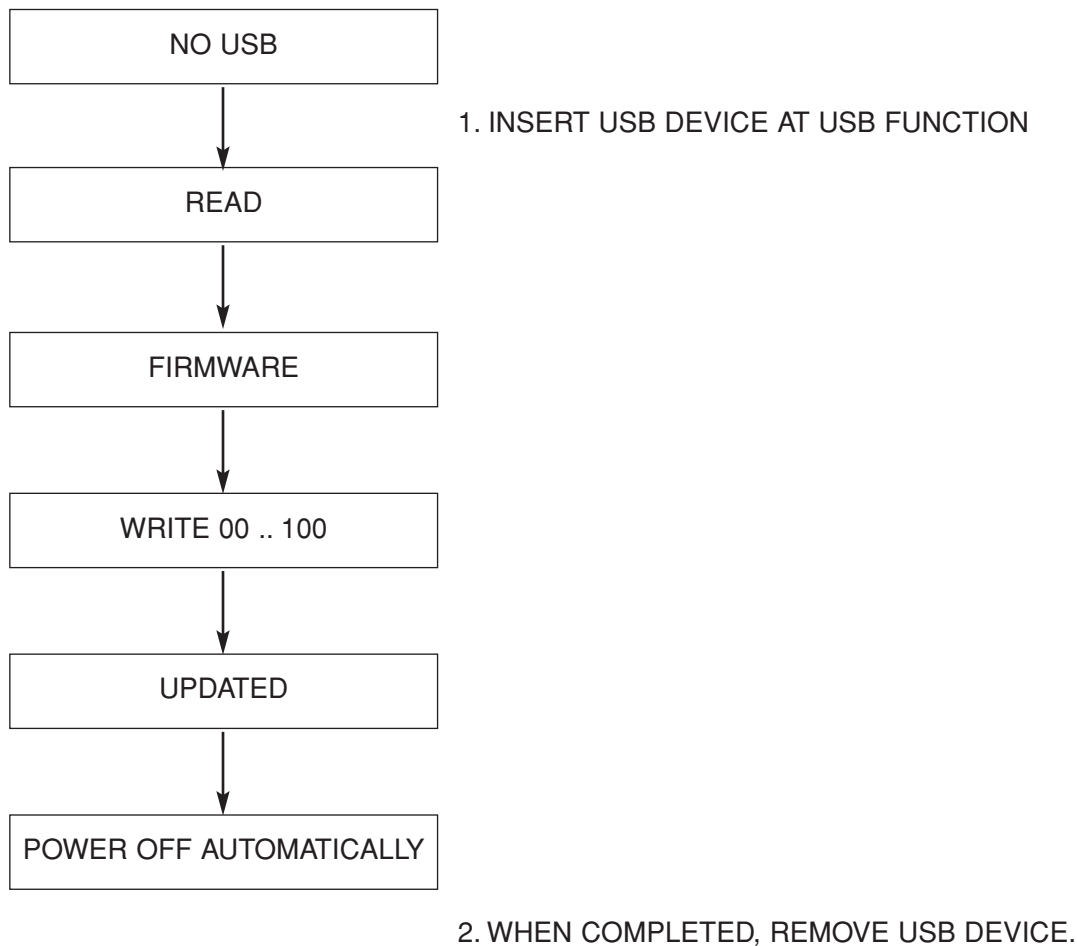 NO USB
1. INSERT USB DEVICE AT USB FUNCTION
READ
FIRMWARE
WRITE 00 .. 100
UPDATED
POWER OFF AUTOMATICALLY
2. WHEN COMPLETED, REMOVE USB DEVICE.